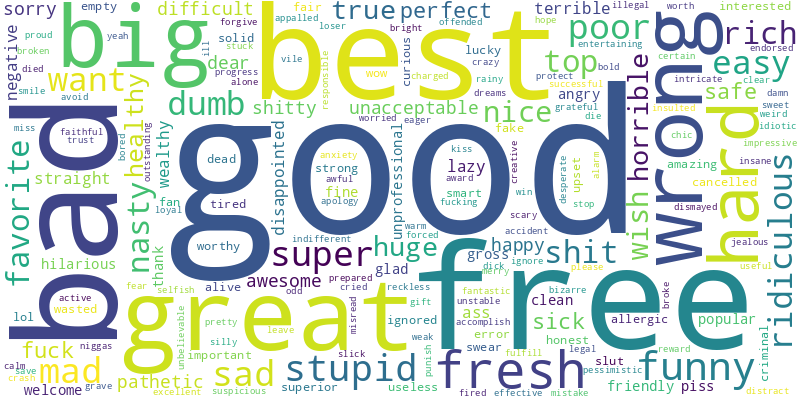 sorry
empty
difficult
forgive
appalled
true
perfect
fair
loser
terrible
hope
illegal
worth
interested
big
best
offended
bright
poor
rich
endorsed
proud
yeah
ill
stuck
solid
lucky
wow
curious
entertaining
certain
broken
vile
crazy
bold
negative
want
dear
progress
alone
responsible
charged
rainy
dreams
successful
top
protect
intricate
clear
easy
died
smile
avoid
healthy
dumb
shitty
unacceptable
nice
angry
grateful
die
horrible
wrong
safe
damn
sweet
weird
insulted
miss
faithful
trust
bored
outstanding
wealthy
disappointed
worried
eager
fake
idiotic
chic
impressive
bad
good
dead
anxiety
strong
awful
fine
apology
unprofessional
kiss
lazy
award
smart
fucking
creative
win
desperate
upset
alarm
stop
amazing
insane
cancelled
hard
favorite
straight
nasty
fan
loyal
tired
worthy
indifferent
warm
forced
scary
accident
wish
dismayed
jealous
hilarious
thank
super
huge
gross
dick
happy
ignore
shit
ridiculous
active
wasted
fear
selfish
alive
awesome
odd
prepared
cried
glad
reckless
merry
fantastic
unstable
gift
bizarre
clean
please
free
broke
useful
lol
great
misread
ignored
ass
accomplish
allergic
popular
niggas
unbelievable
pretty
silly
important
leave
slick
weak
punish
error
swear
sick
honest
legal
criminal
calm
save
crash
fuck
mad
pathetic
sad
stupid
fresh
fulfill
slut
pessimistic
funny
reward
welcome
grave
excellent
suspicious
superior
useless
fired
effective
mistake
friendly
piss
distract